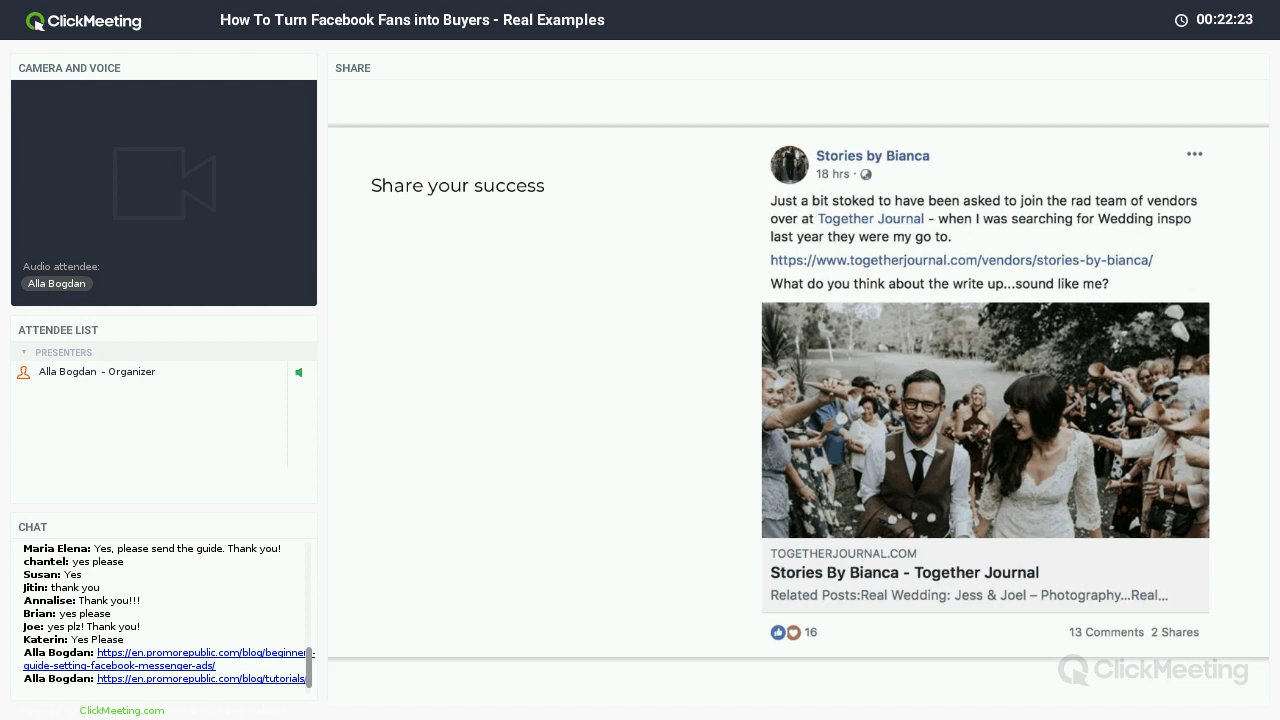 ClickMeeting
How To Turn Facebook Fans into Buyers - Real Examples
00:22:23
CAMERA AND VOICE
Audio attendee:
Alla Bogdan
ATTENDEE LIST
PRESENTERS
Alla Bogdan - Organizer
CHAT
Maria Elena: Yes, please send the guide. Thank you!
chantel: yes please
Susan: Yes
Jitin: thank you
Annalise: Thank you!!!
Brian: yes please
Joe: yes plz! Thank you!
Katerin: Yes Please
Alla Bogdan: https://en.promorepublic.com/blog/beginner-
guide-setting-facebook-messenger-ads/
Alla Bogdan: https://en.promorepublic.com/blog/tutorials/
ClickMeeting.com
SHARE
Share your success
Stories by Bianca
18 hrs ·
Just a bit stoked to have been asked to join the rad team of vendors
over at Together Journal - when I was searching for Wedding inspo
last year they were my go to.
https://www.togetherjournal.com/vendors/stories-by-bianca/
What do you think about the write up...sound like me?
TOGETHERJOURNAL.COM
Stories By Bianca - Together Journal
Related Posts:Real Wedding: Jess & Joel – Photography...Real...
16
13 Comments 2 Shares
ClickMeeting